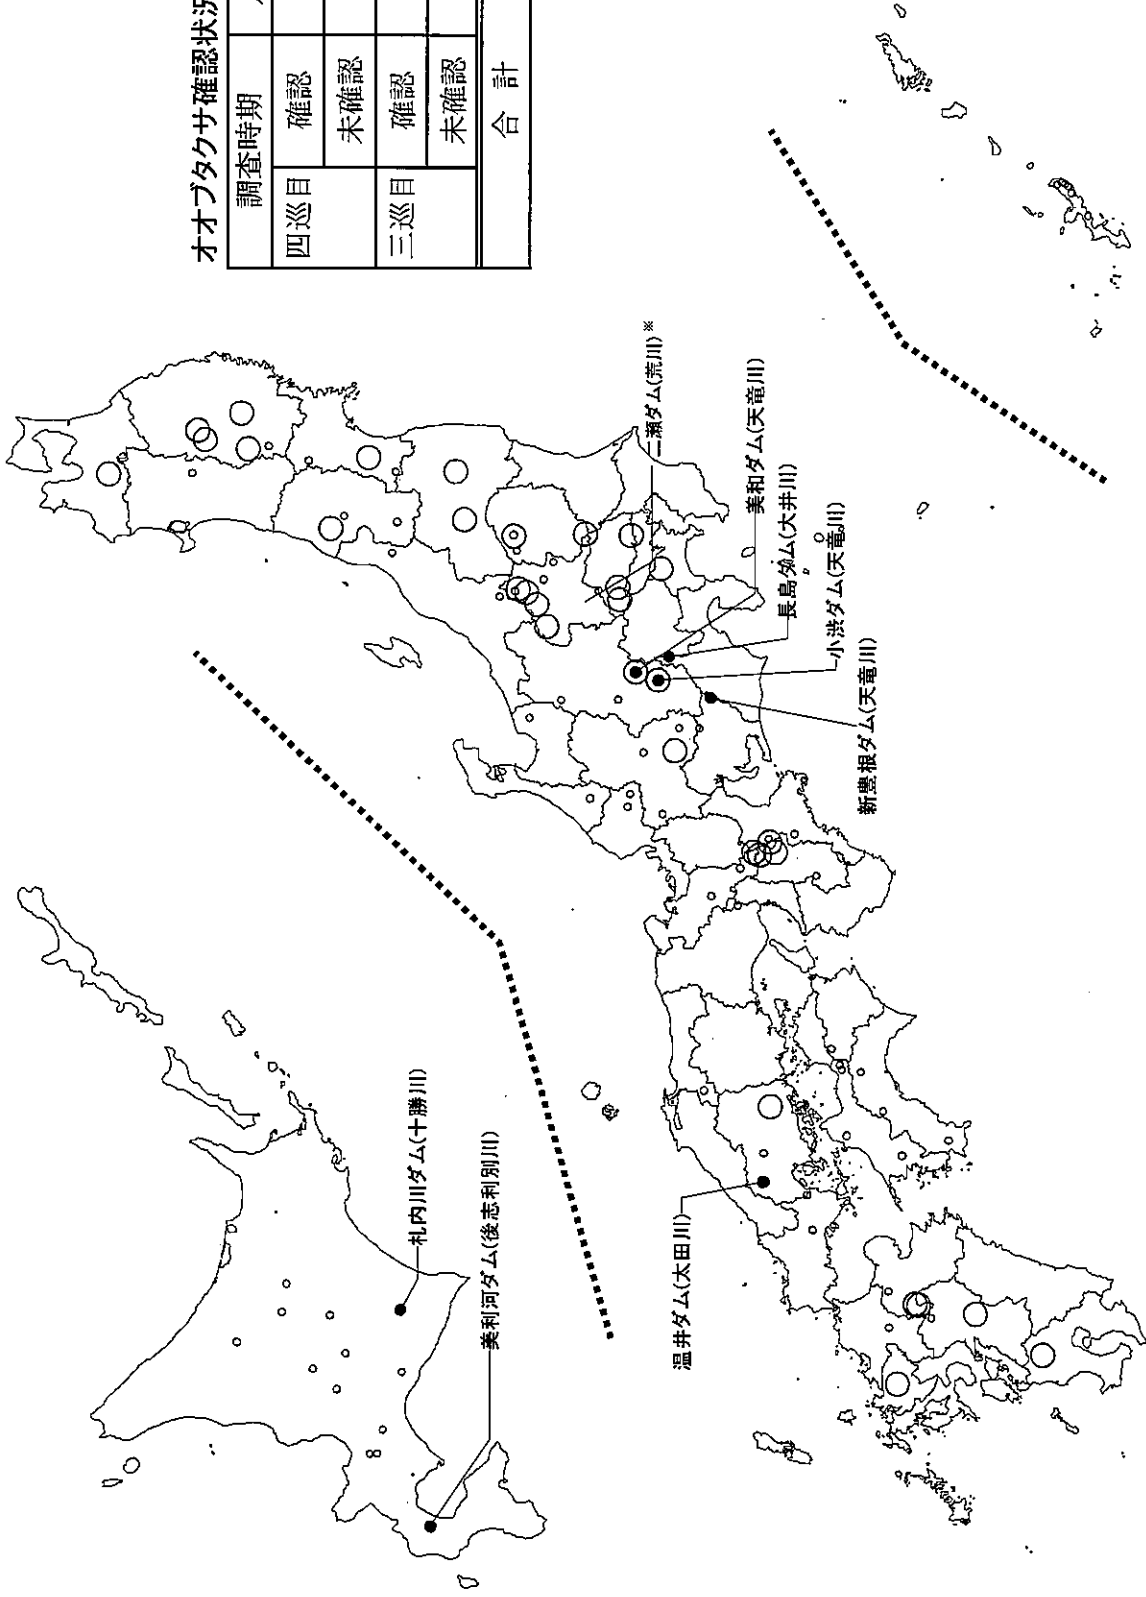 オオブタクサ確認状況
調査時期
四巡目
確認
未確認
三巡目
確認
未確認
合 計
二瀬ダム(荒川)※
美和ダム(天竜川)
長島ダム(大井川)
小渋ダム(天竜川)
新豊根ダム(天竜川)
札内川ダム(十勝川)
美利河ダム(後志利別川)
温井ダム(太田川)